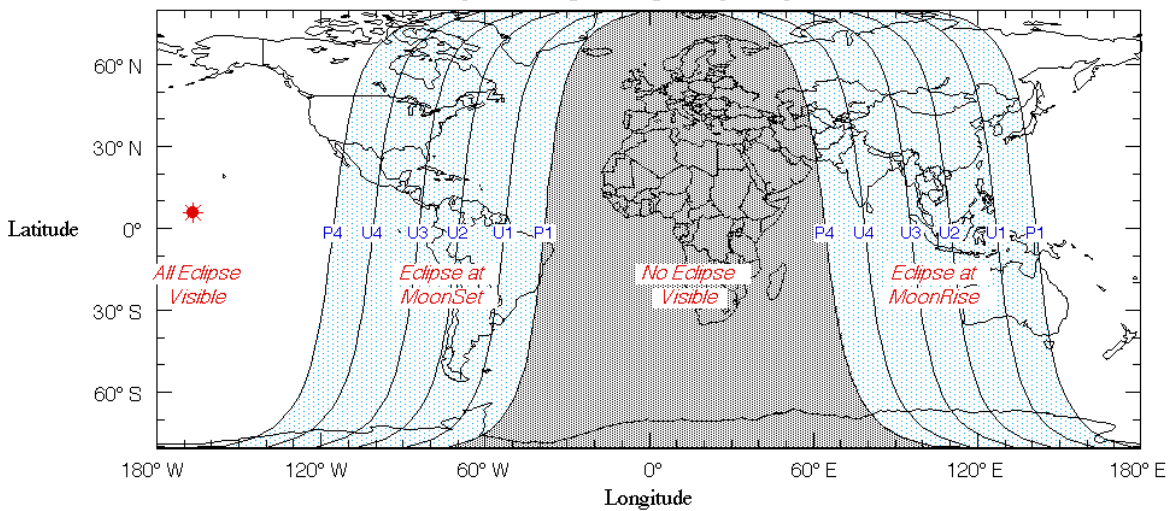 60° N
30° N
Latitude
0°
P4 U4 U3 U2 U1 P1 P4 U4 U3 U2 U1 P1
All Eclipse
Visible
Eclipse at
MoonSet
No Eclipse
Visible
Eclipse at
MoonRise
30° S
60° S
180° W 120° W 60° W 0° 60° E 120° E 180° E
Longitude